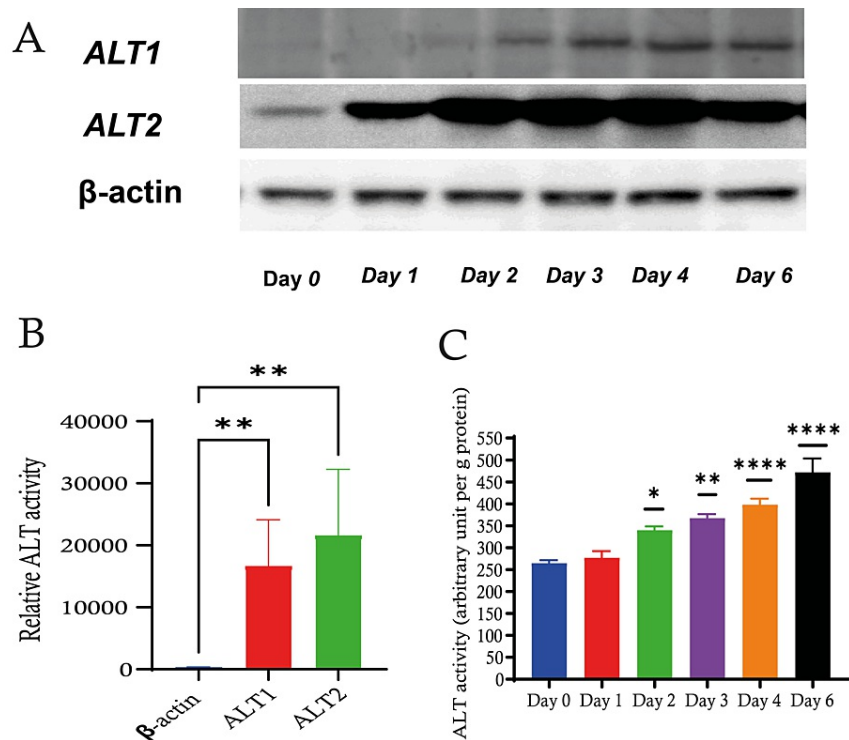 A
ALT1
ALT2
β-actin
Day 0 Day 1 Day 2 Day 3 Day 4 Day 6
B
Relative ALT activity
40000
30000
20000
10000
0
**
**
β-actin ALT1 ALT2
C
ALT activity (arbitrary unit per g protein)
550
500
450
400
350
300
250
200
150
100
50
0
* ** **** ****
Day 0 Day 1 Day 2 Day 3 Day 4 Day 6